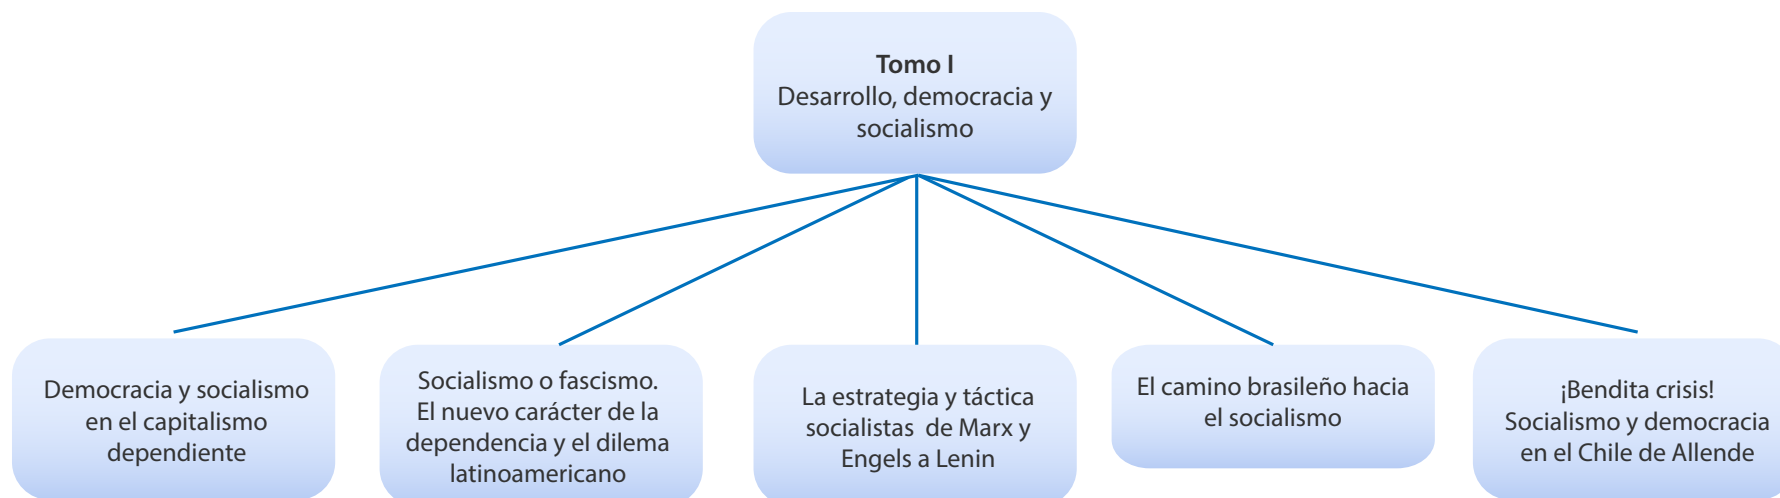 Tomo I
Desarrollo, democracia y
socialismo
Democracia y socialismo
en el capitalismo
dependiente
Socialismo o fascismo.
El nuevo carácter de la
dependencia y el dilema
latinoamericano
La estrategia y táctica
socialistas  de Marx y
Engels a Lenin
El camino brasileño hacia
el socialismo
¡Bendita crisis!
Socialismo y democracia
en el Chile de Allende